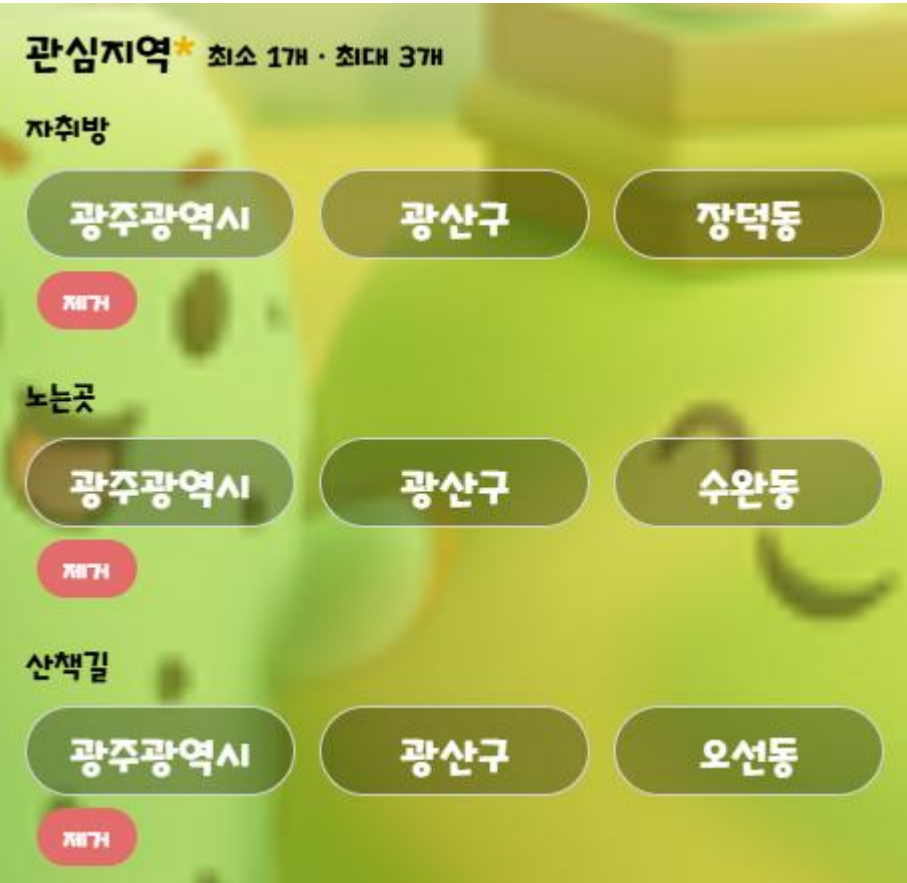 관심지역* 최소 1개 · 최대 3개
자취방
광주광역시 광산구 장덕동
제거
노는곳
광주광역시 광산구 수완동
제거
산책길
광주광역시 광산구 오선동
제거